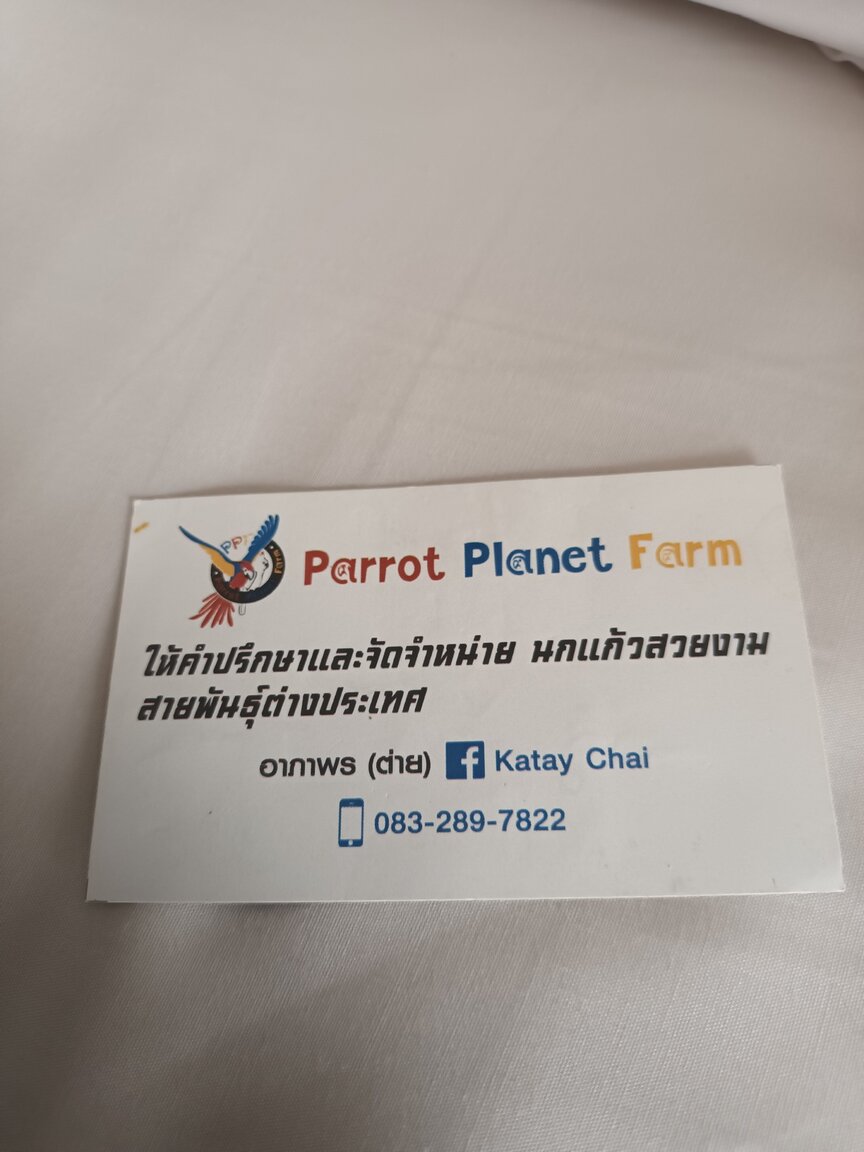 Parrot Planet Farm
ให้คำปรึกษาและจัดจำหน่าย นกแก้วสวยงาม
สายพันธุ์ต่างประเทศ
อาภาพร (ต่าย) Katay Chai
083-289-7822